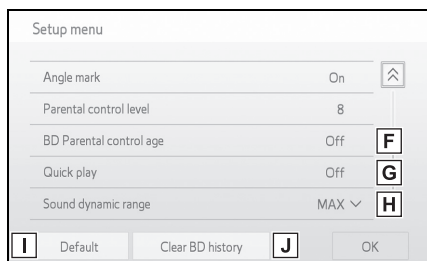 Setup menu
Angle mark On
Parental control level 8
BD Parental control age Off F
Quick play Off G
Sound dynamic range MAX H
I Default Clear BD history J OK